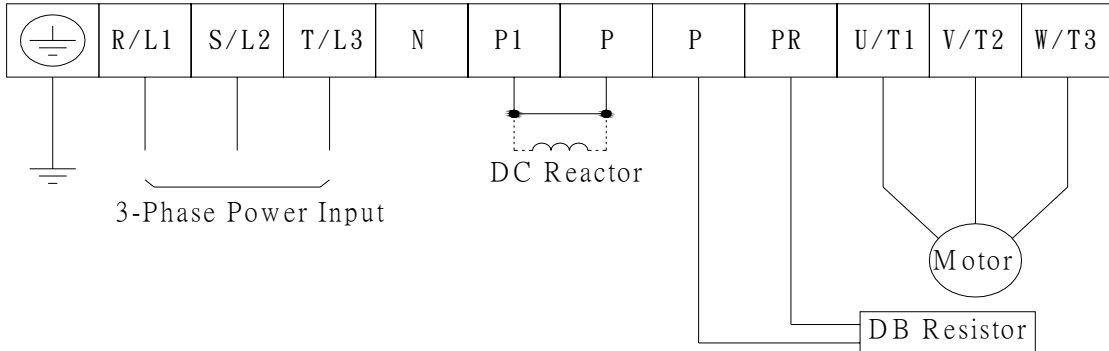 R/L1 S/L2 T/L3 N P1 P P PR U/T1 V/T2 W/T3
DC Reactor
3-Phase Power Input
Motor
DB Resistor